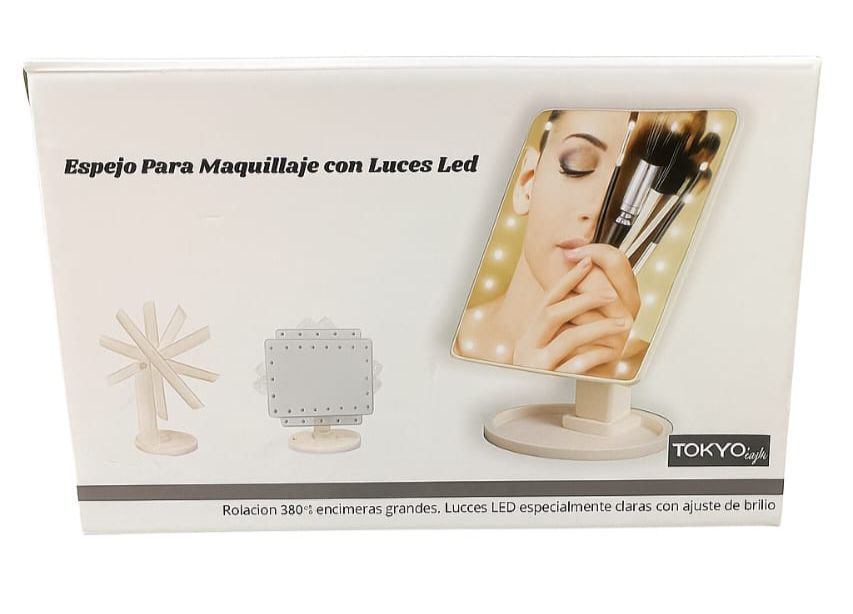 Espejo Para Maquillaje con Luces Led
TOKYO
Rolacion 380 encimeras grandes. Lucces LED especialmente claras con ajuste de brilio